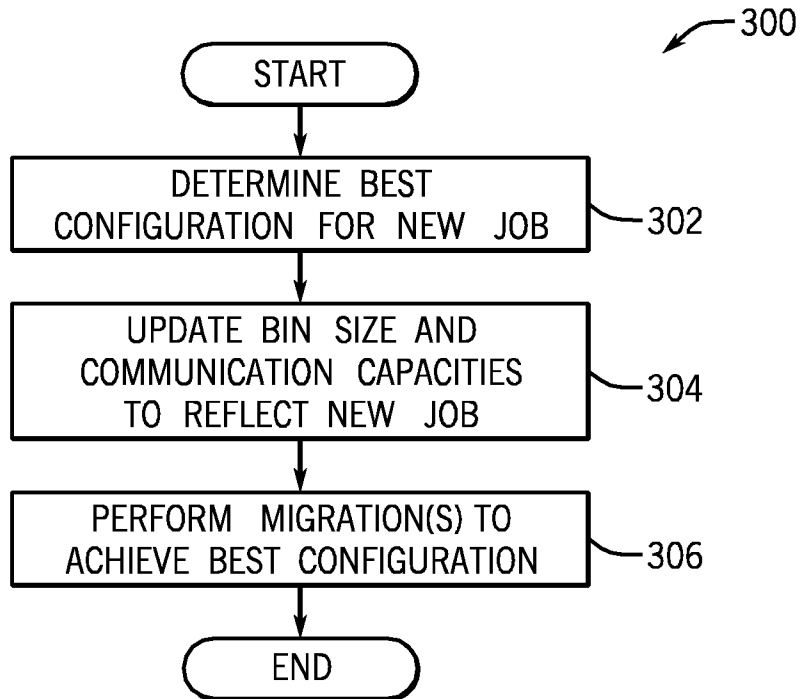 300
START
DETERMINE BEST
CONFIGURATION FOR NEW JOB
302
UPDATE BIN SIZE AND
COMMUNICATION CAPACITIES
TO REFLECT NEW JOB
304
PERFORM MIGRATION(S) TO
ACHIEVE BEST CONFIGURATION
306
END